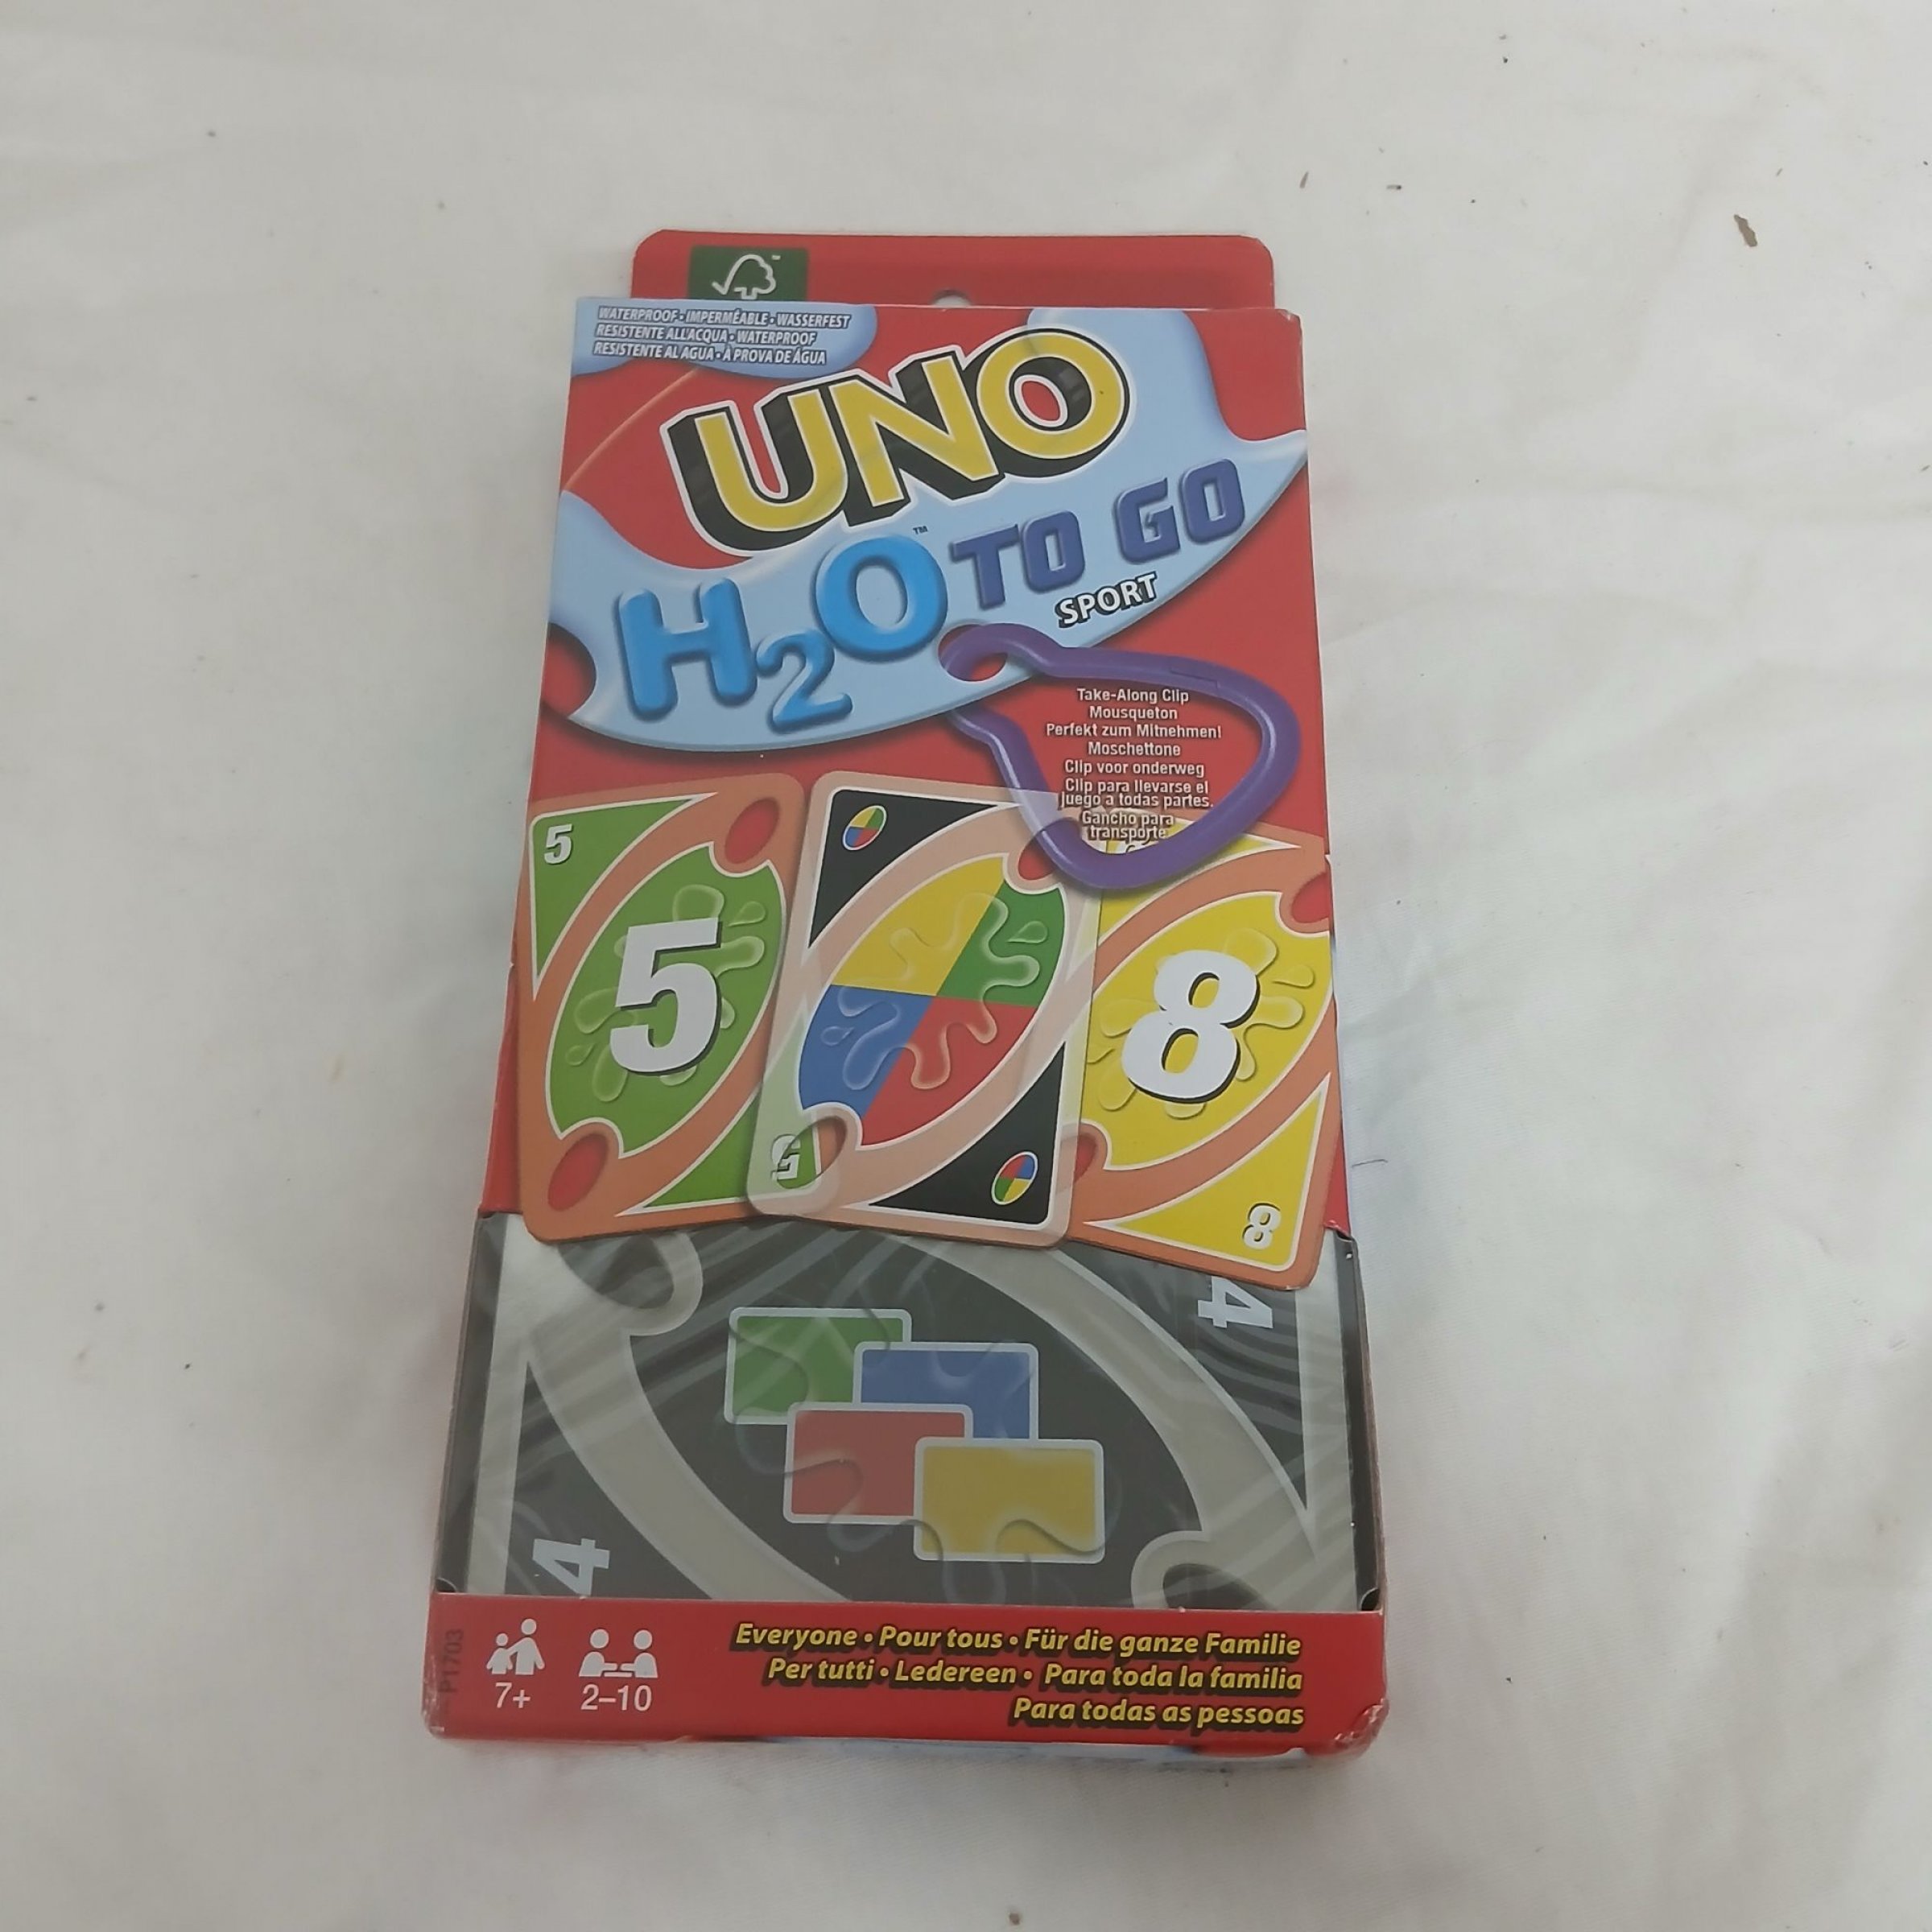 WATERPROOF • IMPERMÉABLE • WASSERFEST
RESISTENTE ALL'ACQUA • WATERPROOF
RESISTENTE AL AGUA • À PROVA DE ÁGUA
UNO
H2O™ TO GO
SPORT
Take-Along Clip
Mousqueton
Perfekt zum Mitnehmen!
Moschettone
Clip voor onderweg
Clip para llevarse el
juego a todas partes.
Gancho para
transporte
5
5
5
8
8
4
4
P1703
7+
2–10
Everyone • Pour tous • Für die ganze Familie
Per tutti • Ledereen • Para toda la familia
Para todas as pessoas